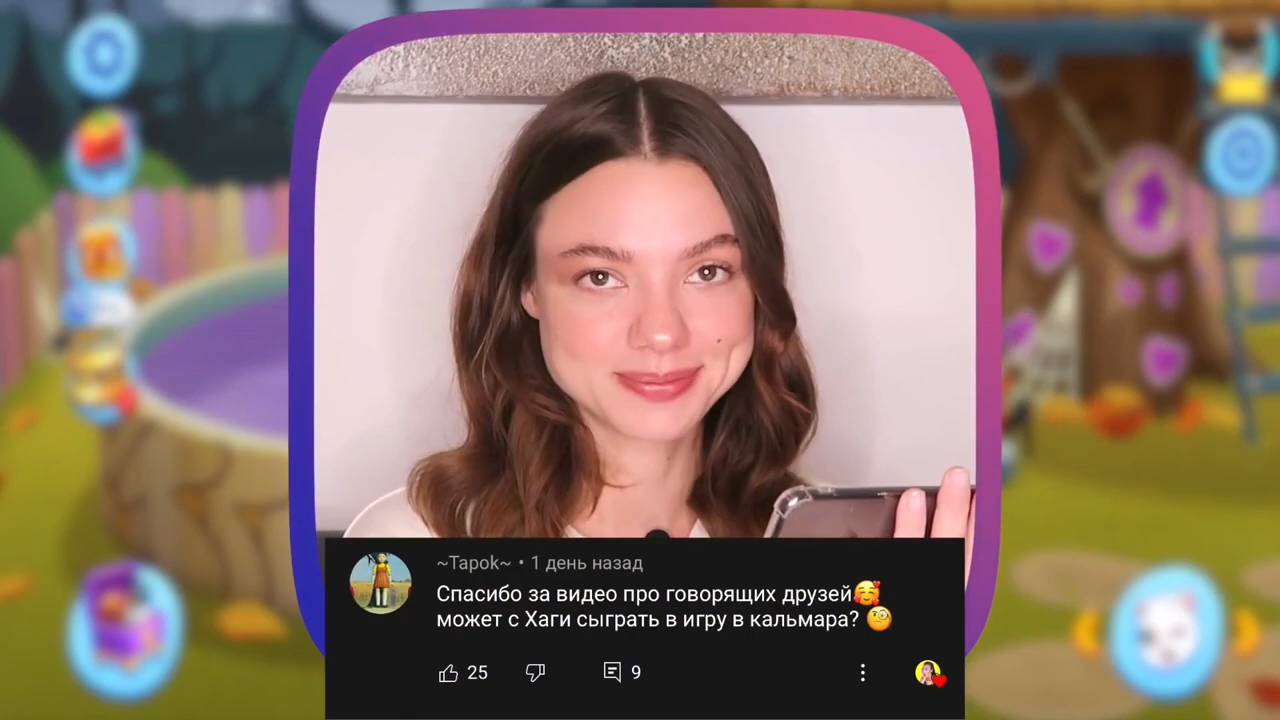 ~Tapok~ • 1 день назад
Спасибо за видео про говорящих друзей🥰
может с Хаги сыграть в игру в кальмара? 🧐
25
9